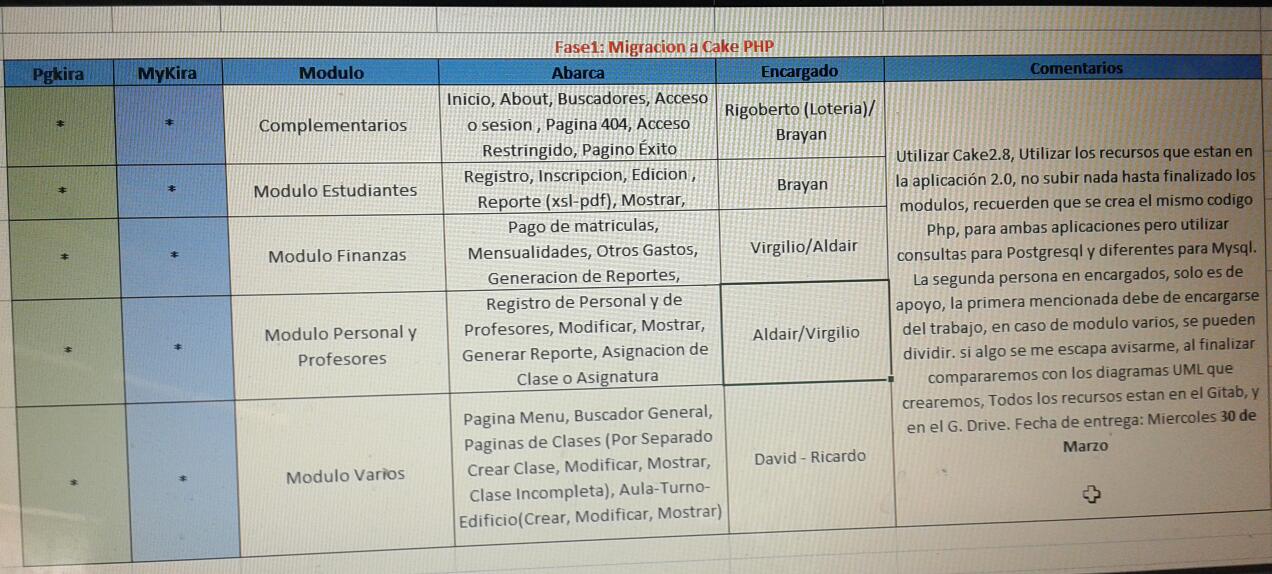 Fase1: Migracion a Cake PHP
Pgkira MyKira Modulo Abarca Encargado Comentarios
* * Complementarios
Inicio, About, Buscadores, Acceso
o sesion , Pagina 404, Acceso
Restringido, Pagino Éxito
Rigoberto (Loteria)/
Brayan
* * Modulo Estudiantes
Registro, Inscripcion, Edicion ,
Reporte (xsl-pdf), Mostrar,
Brayan
* * Modulo Finanzas
Pago de matriculas,
Mensualidades, Otros Gastos,
Generacion de Reportes,
Virgilio/Aldair
* * Modulo Personal y
Profesores
Registro de Personal y de
Profesores, Modificar, Mostrar,
Generar Reporte, Asignacion de
Clase o Asignatura
Aldair/Virgilio
* * Modulo Varios
Pagina Menu, Buscador General,
Paginas de Clases (Por Separado
Crear Clase, Modificar, Mostrar,
Clase Incompleta), Aula-Turno-
Edificio(Crear, Modificar, Mostrar)
David - Ricardo
Utilizar Cake2.8, Utilizar los recursos que estan en
la aplicación 2.0, no subir nada hasta finalizado los
modulos, recuerden que se crea el mismo codigo
Php, para ambas aplicaciones pero utilizar
consultas para Postgresql y diferentes para Mysql.
La segunda persona en encargados, solo es de
apoyo, la primera mencionada debe de encargarse
del trabajo, en caso de modulo varios, se pueden
dividir. si algo se me escapa avisarme, al finalizar
compararemos con los diagramas UML que
crearemos, Todos los recursos estan en el Gitab, y
en el G. Drive. Fecha de entrega: Miercoles 30 de
Marzo